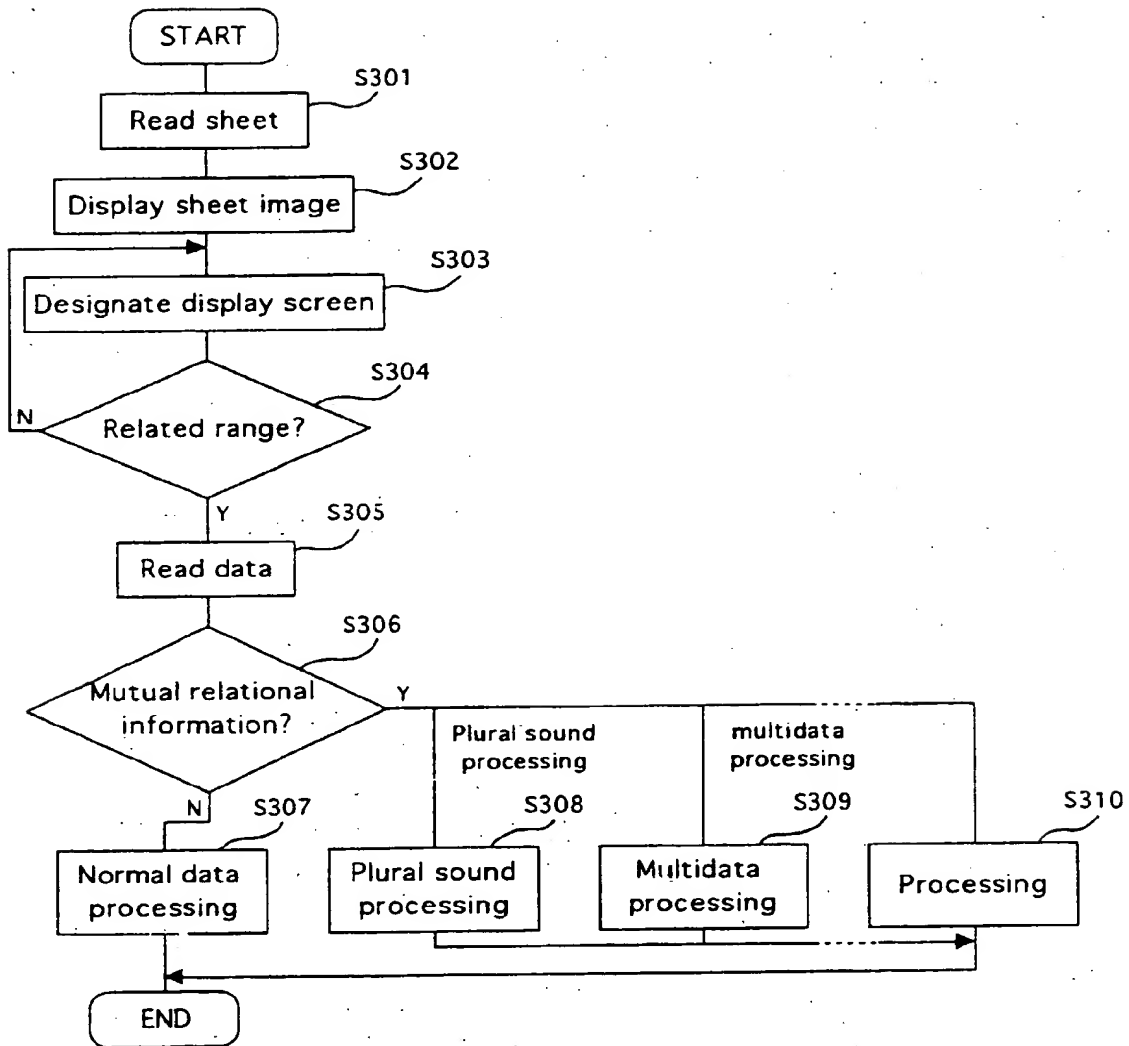 START
S301
Read sheet
S302
Display sheet image
S303
Designate display screen
S304
N
Related range?
Y
S305
Read data
S306
Mutual relational
information?
Y
Plural sound
processing
multidata
processing
N
S307
S308
S309
S310
Normal data
processing
Plural sound
processing
Multidata
processing
Processing
END